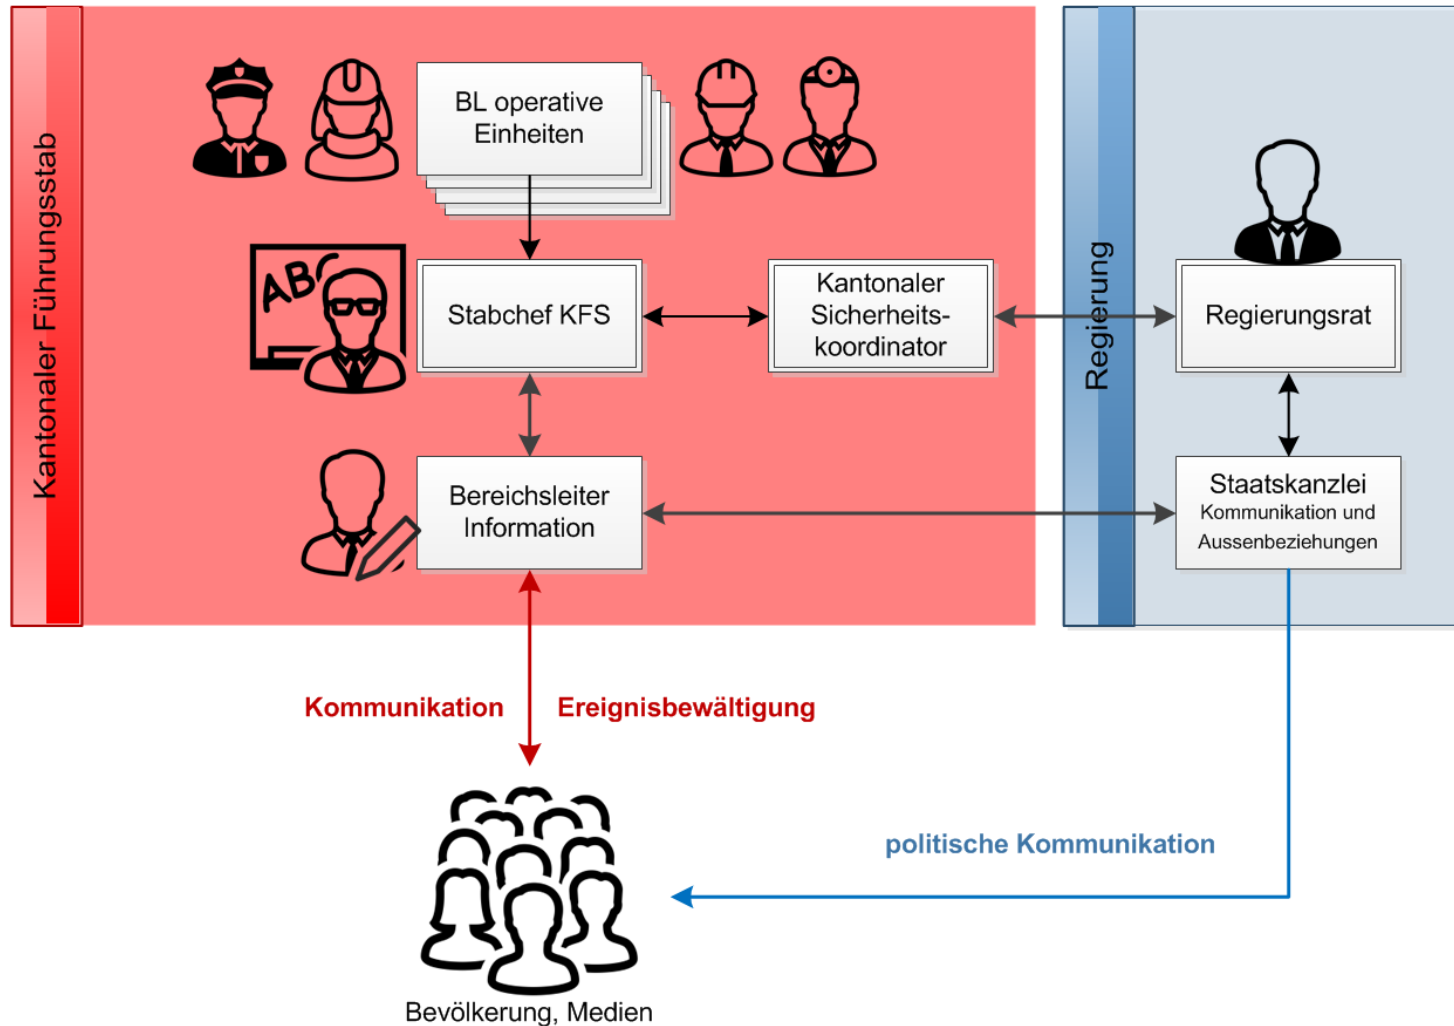 Kantonaler Führungsstab
BL operative
Einheiten
ABC
Stabchef KFS
Kantonaler
Sicherheits-
koordinator
Bereichsleiter
Information
Regierung
Regierungsrat
Staatskanzlei
Kommunikation und
Aussenbeziehungen
Kommunikation
Ereignisbewältigung
politische Kommunikation
Bevölkerung, Medien